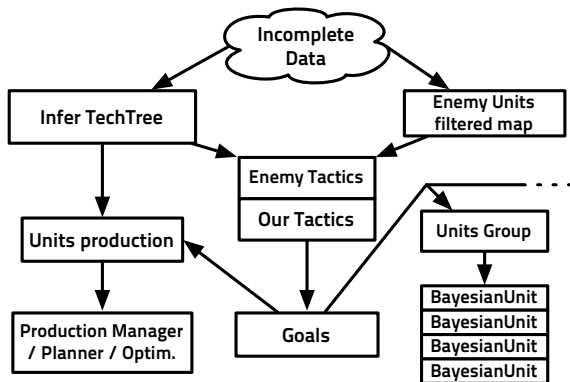 Incomplete
Data
Infer TechTree
Enemy Units
filtered map
Enemy Tactics
Our Tactics
Units production
Units Group
Production Manager
/ Planner / Optim.
Goals
BayesianUnit
BayesianUnit
BayesianUnit
BayesianUnit